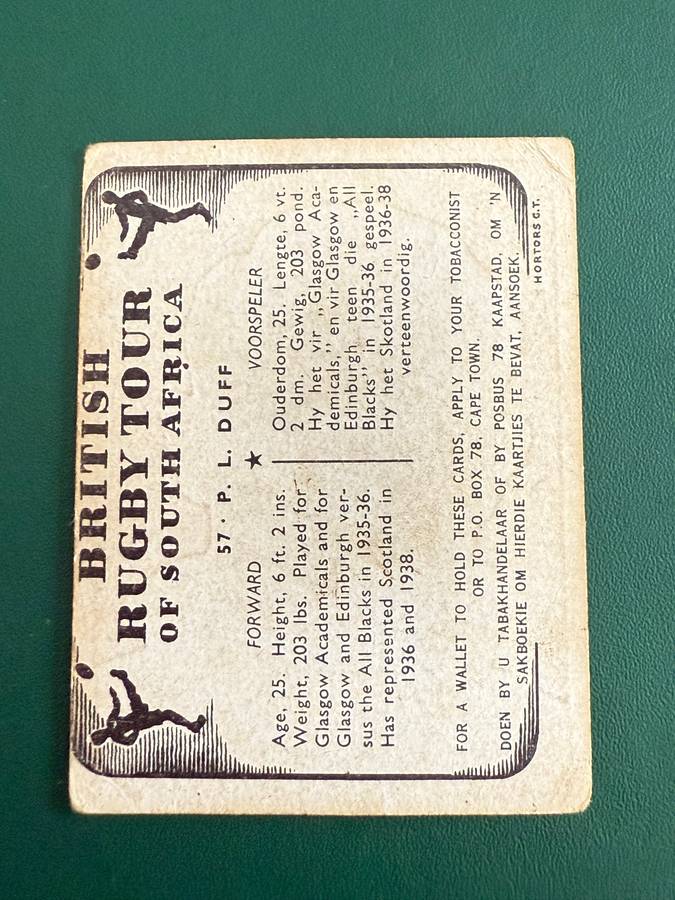 BRITISH
RUGBY TOUR
OF SOUTH AFRICA
57 · P. L. DUFF
FORWARD ★ VOORSPELER
Age, 25. Height, 6 ft. 2 ins.
Weight, 203 lbs. Played for
Glasgow Academicals and for
Glasgow and Edinburgh ver-
sus the All Blacks in 1935-36.
Has represented Scotland in
1936 and 1938.
Ouderdom, 25. Lengte, 6 vt.
2 dm. Gewig, 203 pond.
Hy het vir „Glasgow Aca-
demicals,” en vir Glasgow en
Edinburgh teen die „All
Blacks” in 1935-36 gespeel.
Hy het Skotland in 1936-38
verteenwoordig.
FOR A WALLET TO HOLD THESE CARDS, APPLY TO YOUR TOBACCONIST
OR TO P.O. BOX 78, CAPE TOWN.
DOEN BY U TABAKHANDELAAR OF BY POSBUS 78 KAAPSTAD, OM 'N
SAKBOEKIE OM HIERDIE KAARTJIES TE BEVAT, AANSOEK.
HORTORS C.T.